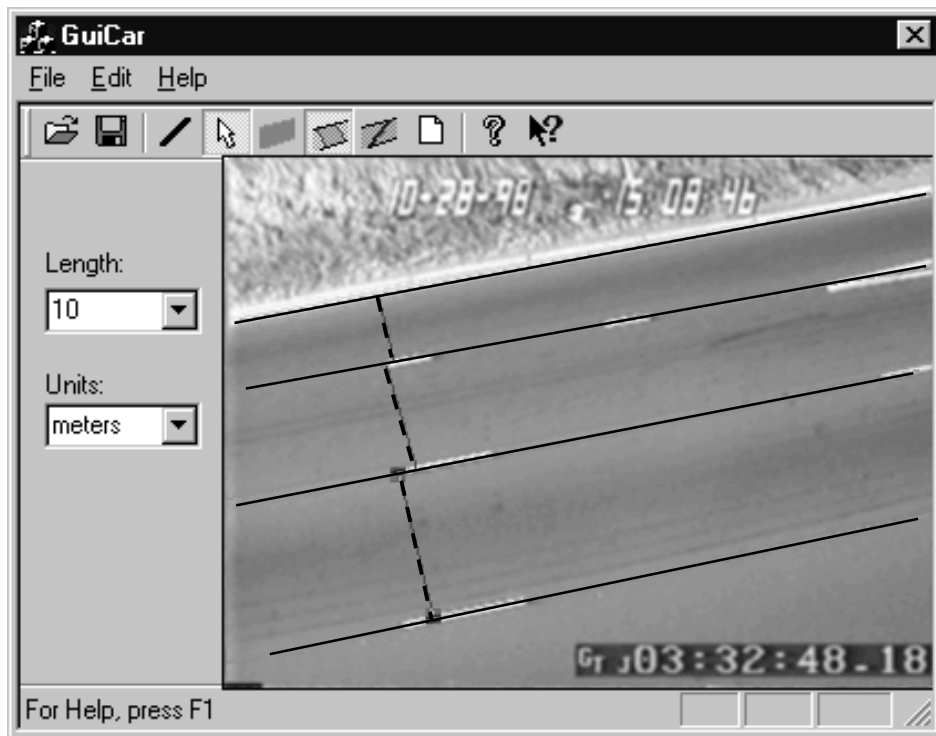 GuiCar
File Edit Help
10-28-98 15:08:46
Length:
10
Units:
meters
GT J03:32:48.18
For Help, press F1